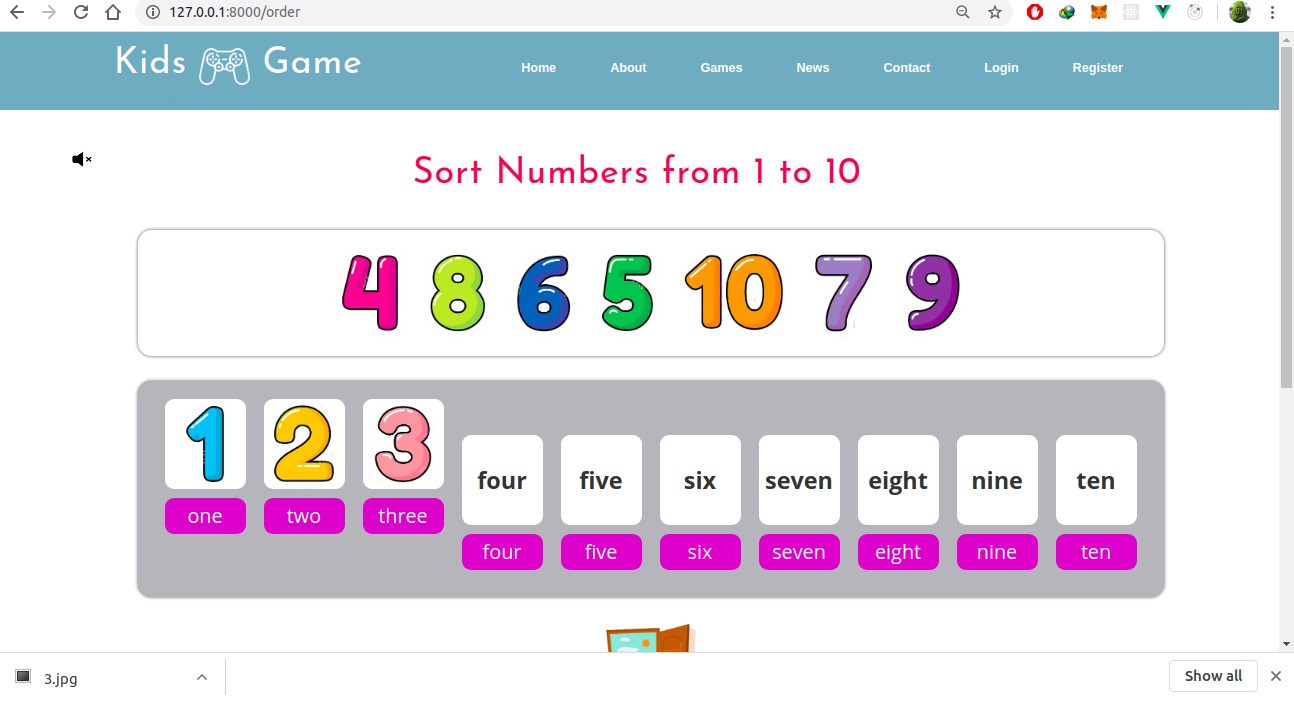 127.0.0.1:8000/order
Kids Game
Home About Games News Contact Login Register
Sort Numbers from 1 to 10
4 8 6 5 10 7 9
1 2 3
four five six seven eight nine ten
one two three
four five six seven eight nine ten
3.jpg
Show all